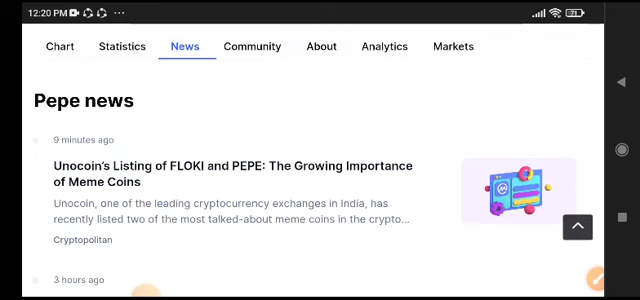 12:20 PM
71
Chart Statistics News Community About Analytics Markets
Pepe news
9 minutes ago
Unocoin's Listing of FLOKI and PEPE: The Growing Importance
of Meme Coins
Unocoin, one of the leading cryptocurrency exchanges in India, has
recently listed two of the most talked-about meme coins in the crypto...
Cryptopolitan
3 hours ago